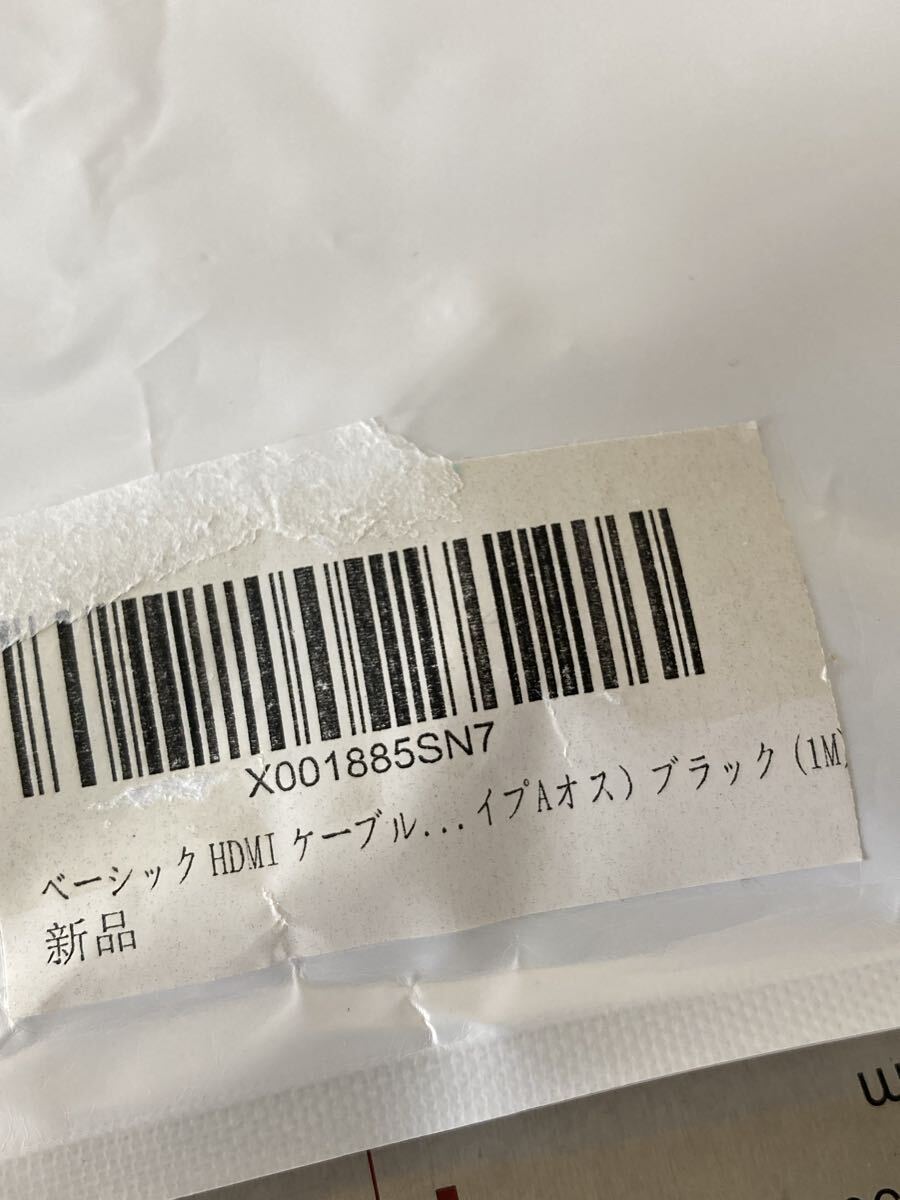 X001885SN7
ベーシック HDMI ケーブル...イプAオス) ブラック (1M)
新品